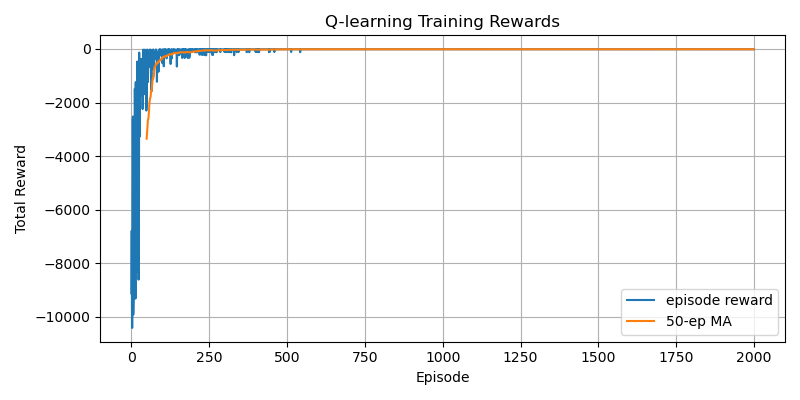 Q-learning Training Rewards
Total Reward
0
−2000
−4000
−6000
−8000
−10000
0 250 500 750 1000 1250 1500 1750 2000
Episode
episode reward
50-ep MA